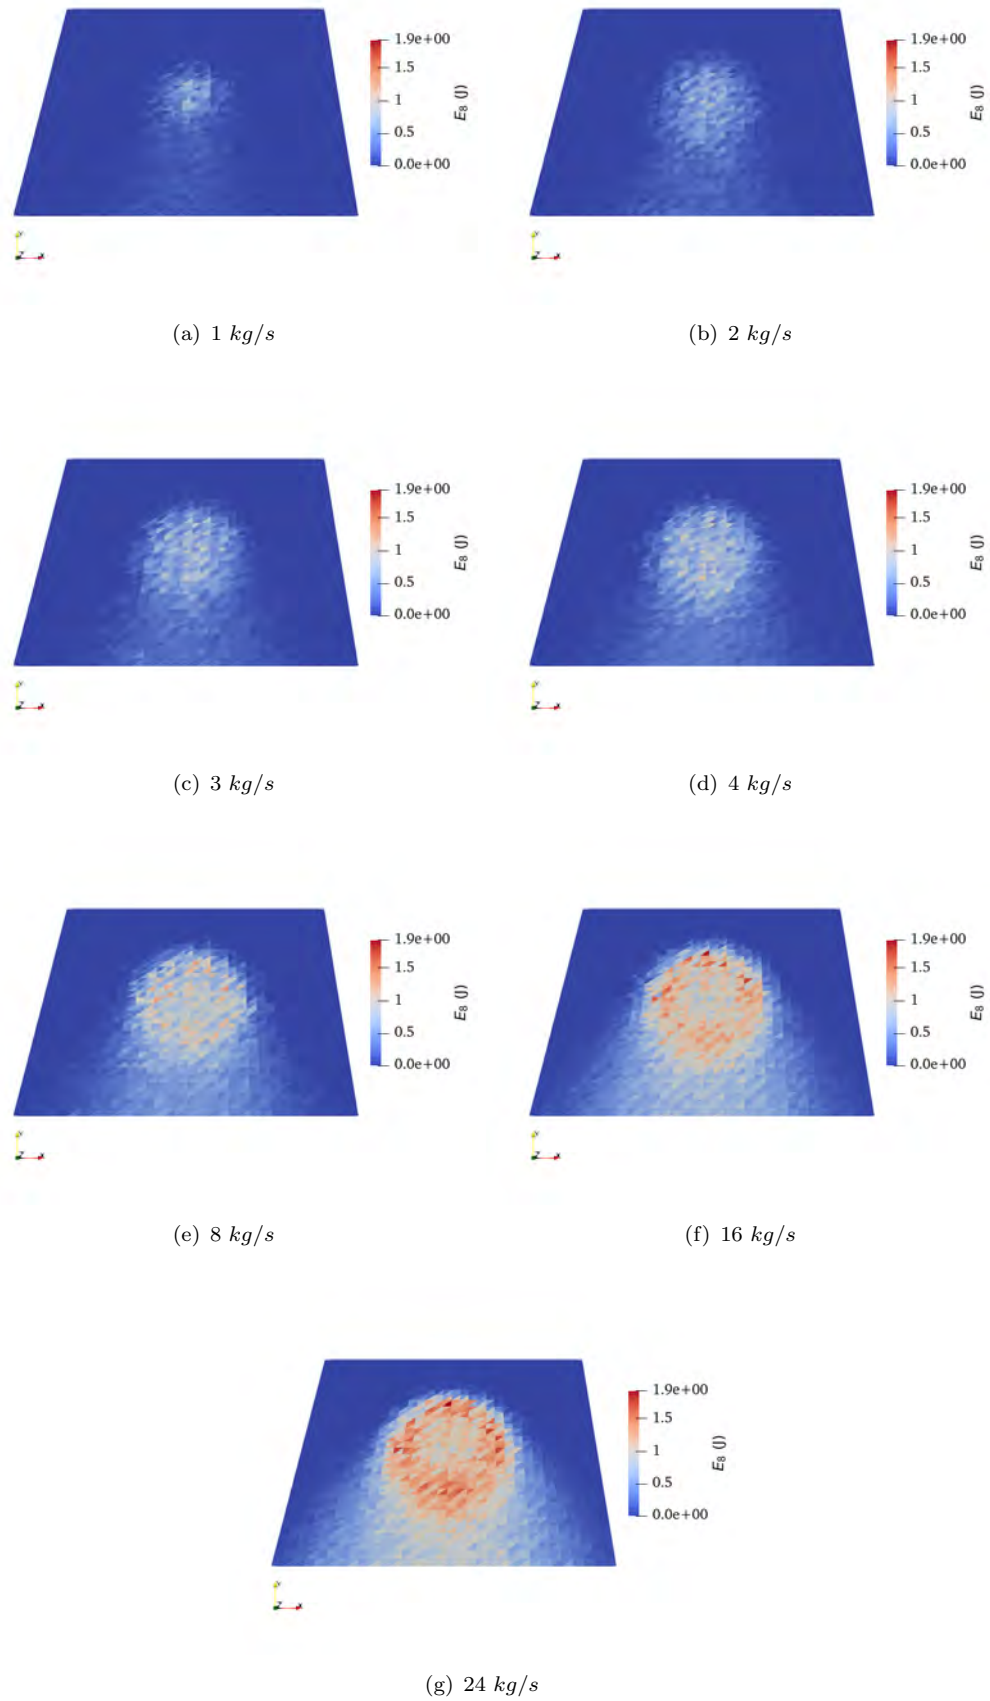 1.9e+00
1.5
1
0.5
0.0e+00
E8 (J)
Y
Z X
1.9e+00
1.5
1
0.5
0.0e+00
E8 (J)
Y
Z X
(a) 1 kg/s
(b) 2 kg/s
1.9e+00
1.5
1
0.5
0.0e+00
E8 (J)
Y
Z X
1.9e+00
1.5
1
0.5
0.0e+00
E8 (J)
Y
Z X
(c) 3 kg/s
(d) 4 kg/s
1.9e+00
1.5
1
0.5
0.0e+00
E8 (J)
Y
Z X
1.9e+00
1.5
1
0.5
0.0e+00
E8 (J)
Y
Z X
(e) 8 kg/s
(f) 16 kg/s
1.9e+00
1.5
1
0.5
0.0e+00
E8 (J)
Y
Z X
(g) 24 kg/s